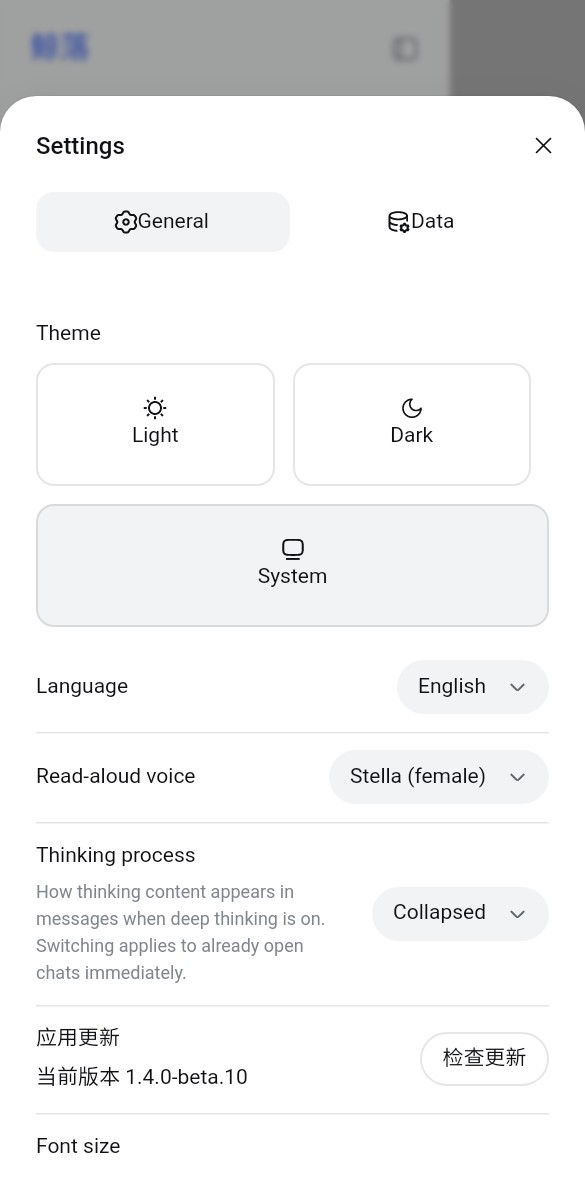 鲸落
Settings
General
Data
Theme
Light
Dark
System
Language
English
Read-aloud voice
Stella (female)
Thinking process
How thinking content appears in
messages when deep thinking is on.
Switching applies to already open
chats immediately.
Collapsed
应用更新
当前版本 1.4.0-beta.10
检查更新
Font size